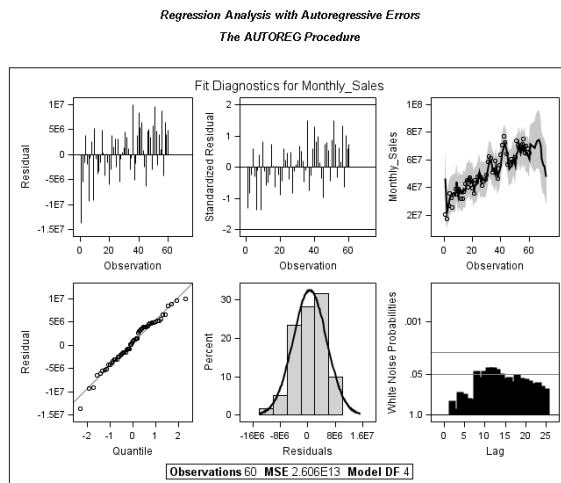 Regression Analysis with Autoregressive Errors
The AUTOREG Procedure
Fit Diagnostics for Monthly_Sales
Residual
1E7
5E6
0
-5E6
-1E7
-1.5E7
0 20 40 60
Observation
Standardized Residual
2
1
0
-1
-2
0 20 40 60
Observation
Monthly_Sales
1E8
8E7
6E7
4E7
2E7
0 20 40 60
Observation
Residual
1E7
5E6
0
-5E6
-1E7
-1.5E7
-2 -1 0 1 2
Quantile
Percent
30
20
10
0
-16E6 -8E6 0 8E6 1.6E7
Residuals
White Noise Probabilities
.001
.05
1.0
0 5 10 15 20 25
Lag
Observations 60 MSE 2.606E13 Model DF 4